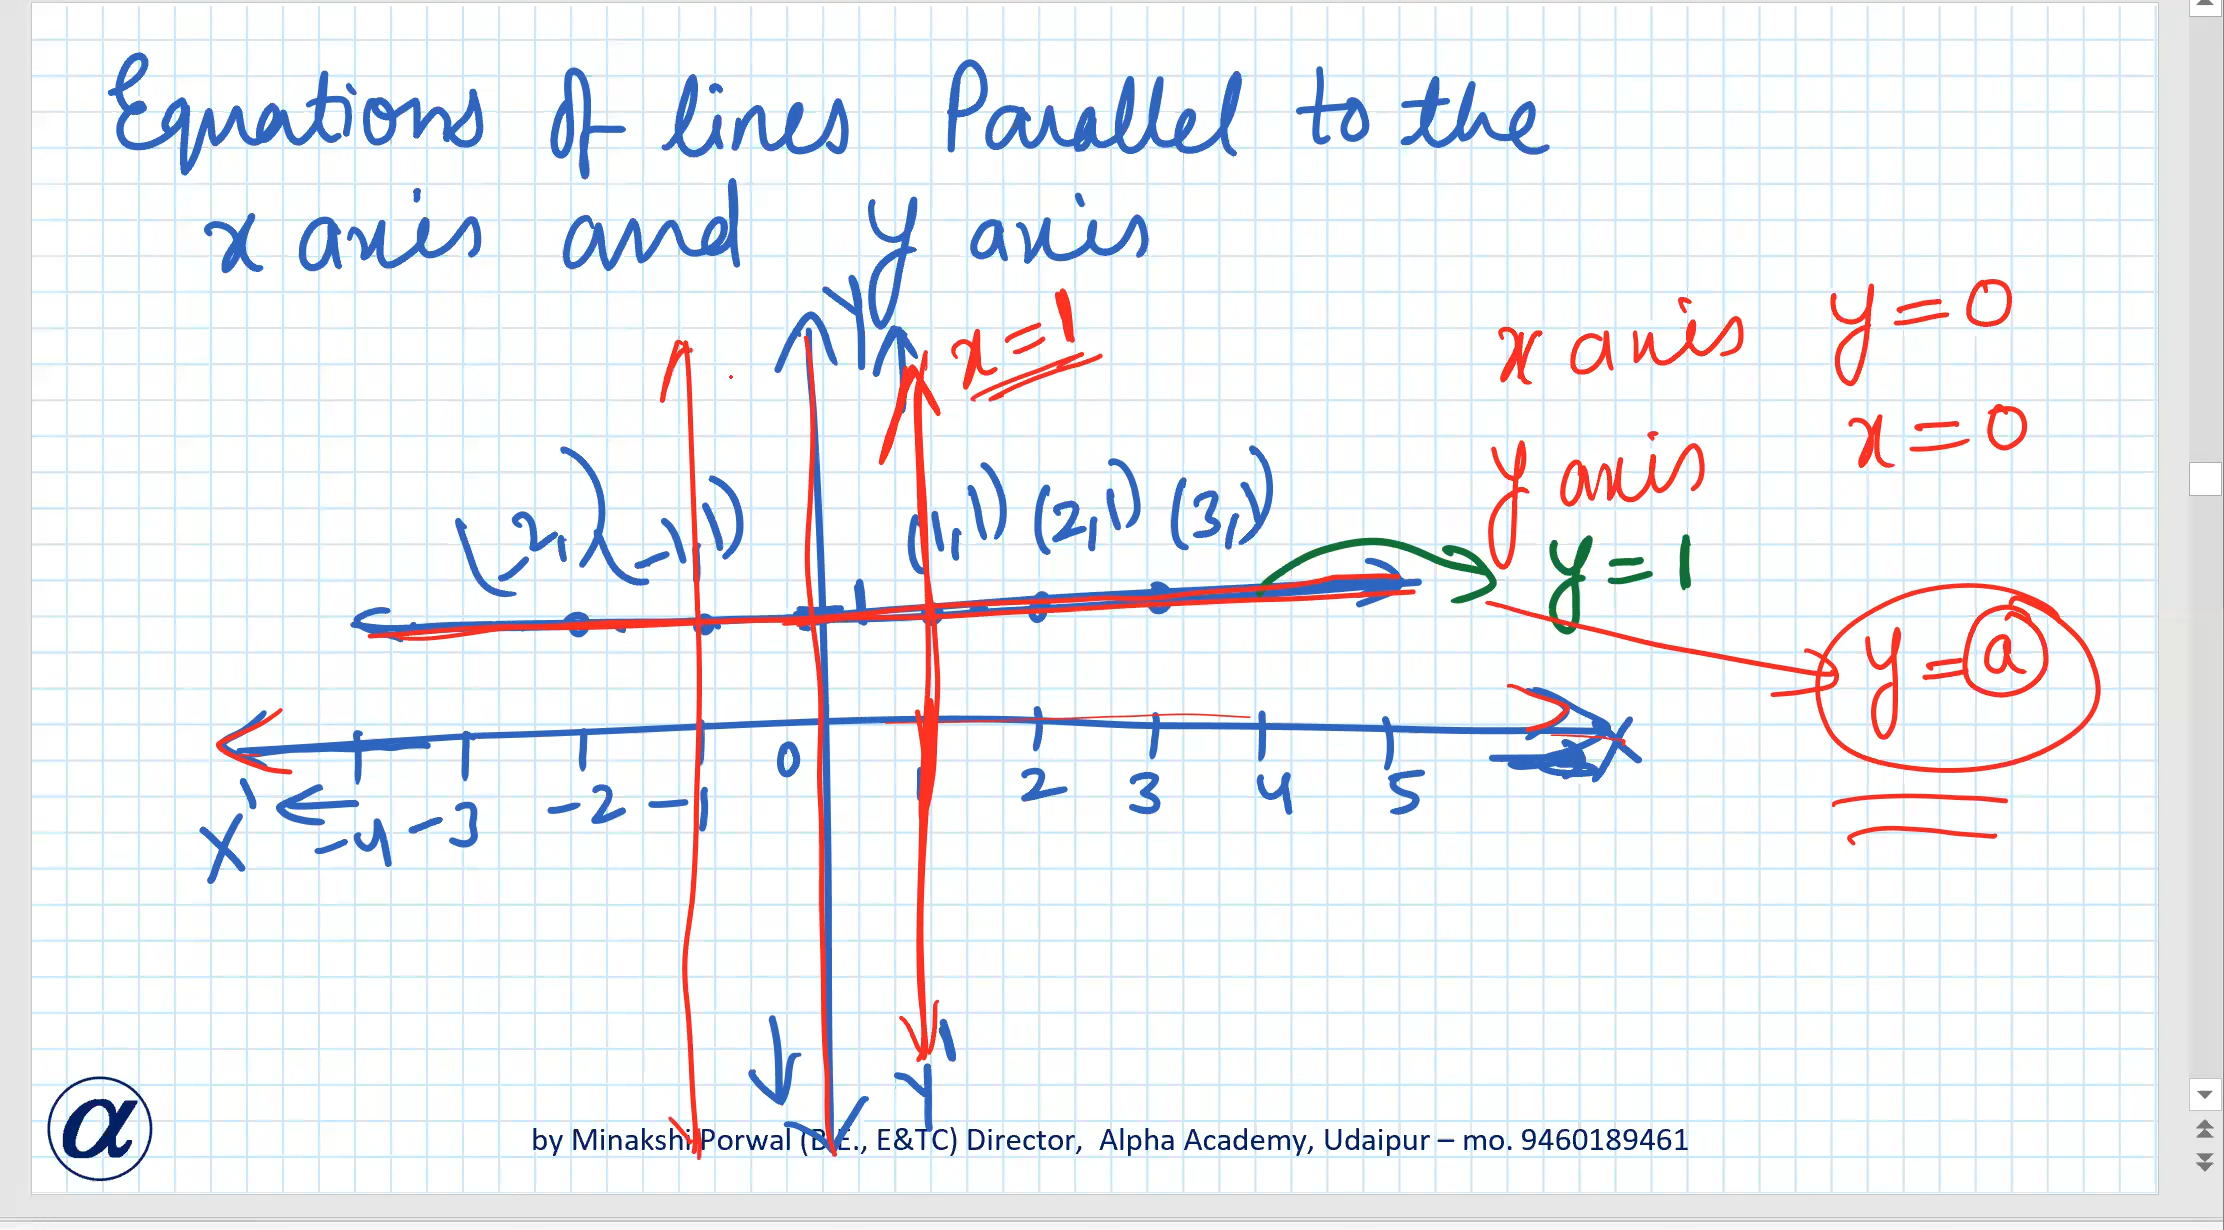 Equations of lines Parallel to the
x axis and y axis
Y
x = 1
x axis y = 0
y axis x = 0
(-2,1) (-1,1) (1,1) (2,1) (3,1)
y = 1
1
y = a
X' -4 -3 -2 -1 0 1 2 3 4 5 X
Y'
α
by Minakshi Porwal (B.E., E&TC) Director, Alpha Academy, Udaipur – mo. 9460189461